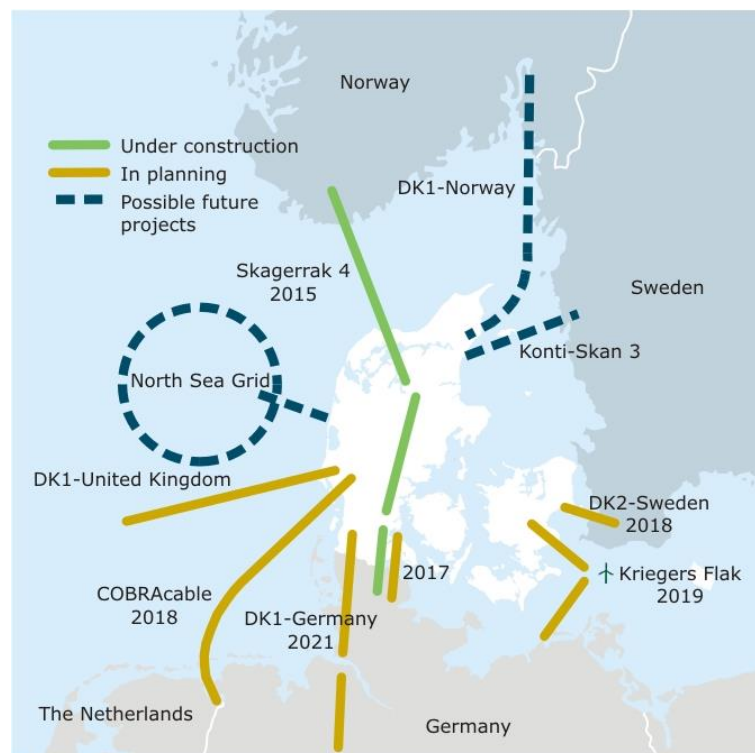 Norway
Under construction
In planning
Possible future
projects
DK1-Norway
Skagerrak 4
2015
Sweden
Konti-Skan 3
North Sea Grid
DK1-United Kingdom
DK2-Sweden
2018
COBRAcable
2018
2017
Kriegers Flak
2019
DK1-Germany
2021
The Netherlands
Germany